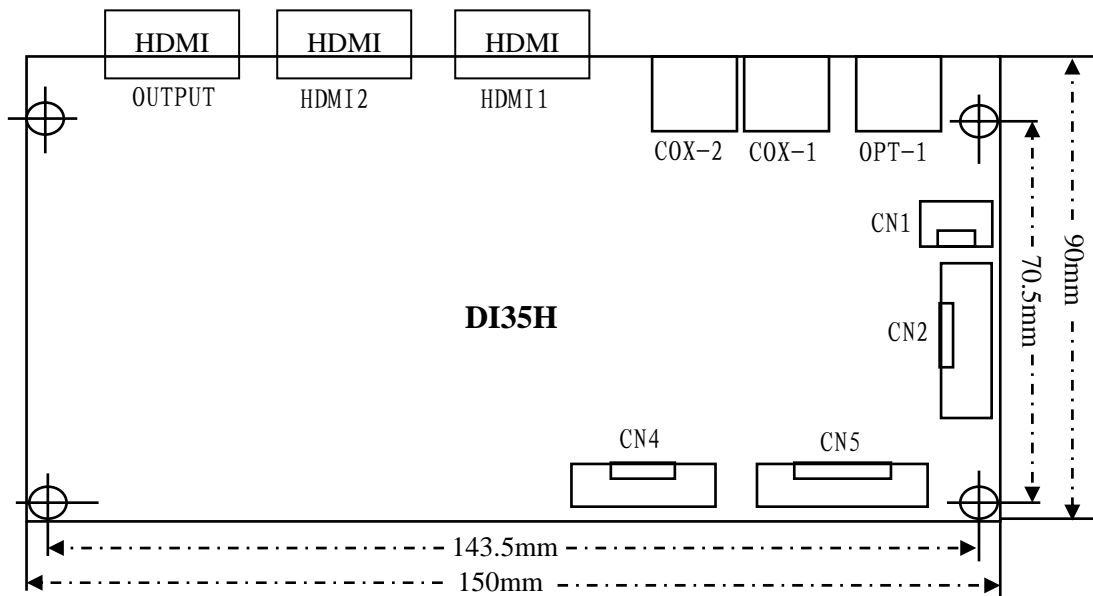 HDMI HDMI HDMI
OUTPUT HDMI2 HDMI1
COX-2 COX-1 OPT-1
CN1
90mm
70.5mm
DI35H
CN2
CN4 CN5
143.5mm
150mm